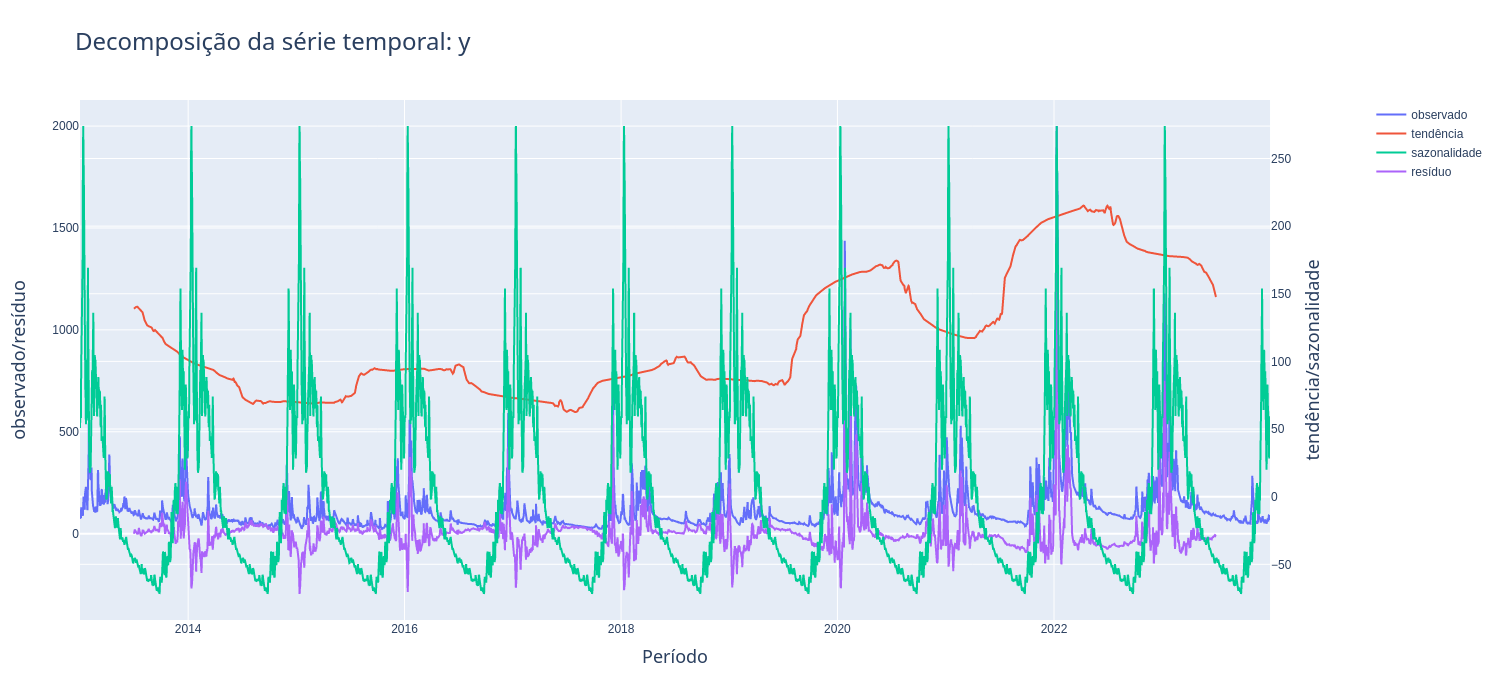 Decomposição da série temporal: y
observado
tendência
sazonalidade
resíduo
2000
1500
1000
500
0
250
200
150
100
50
0
−50
observado/resíduo
tendência/sazonalidade
2014
2016
2018
2020
2022
Período